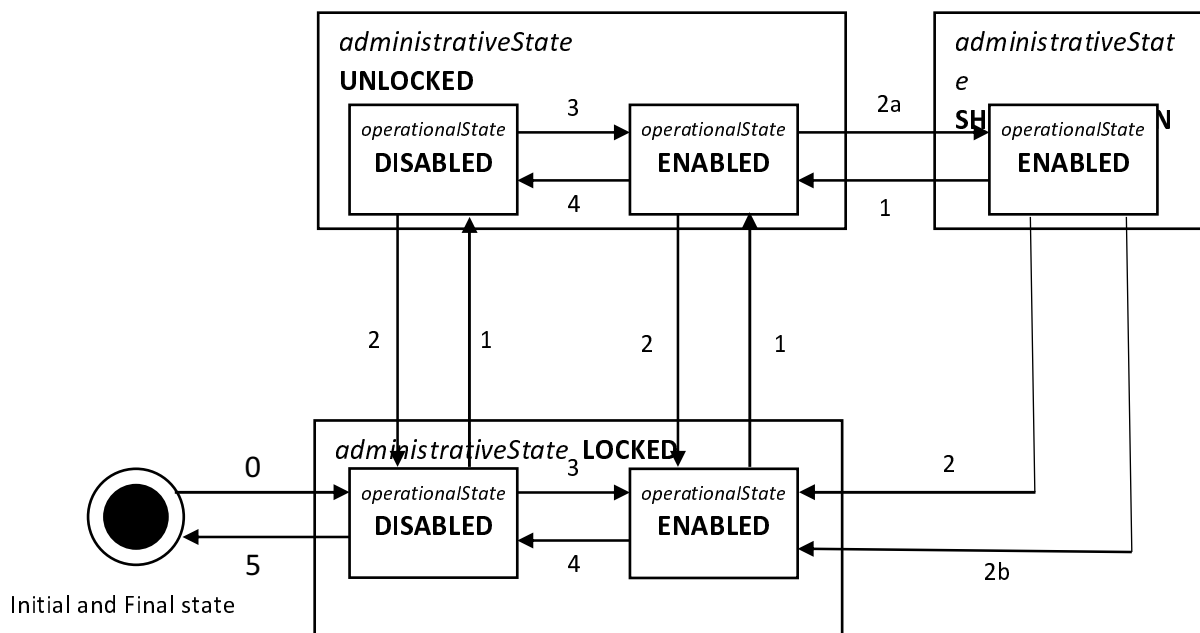 administrativeState
UNLOCKED
administrativeStat
e
SH N
operationalState
DISABLED
3
4
operationalState
ENABLED
2a
1
operationalState
ENABLED
2
1
2
1
administrativeState LOCKED
0
5
operationalState
DISABLED
3
4
operationalState
ENABLED
2
2b
Initial and Final state